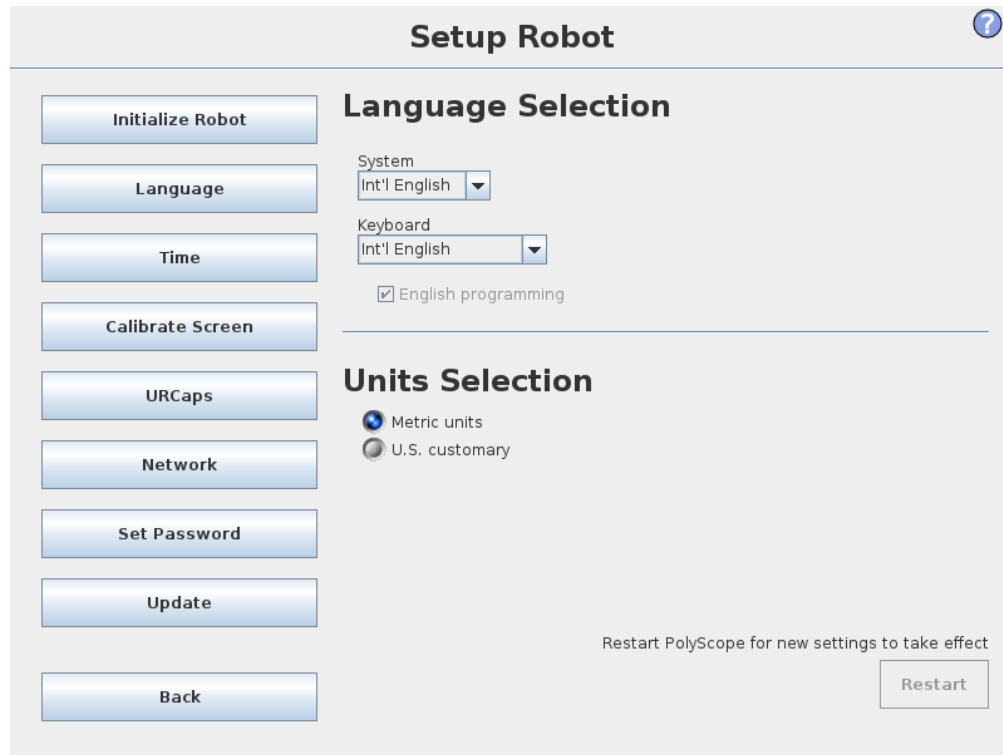 Setup Robot
?
Initialize Robot
Language
Time
Calibrate Screen
URCaps
Network
Set Password
Update
Back
Language Selection
System
Int'l English
Keyboard
Int'l English
English programming
Units Selection
Metric units
U.S. customary
Restart PolyScope for new settings to take effect
Restart